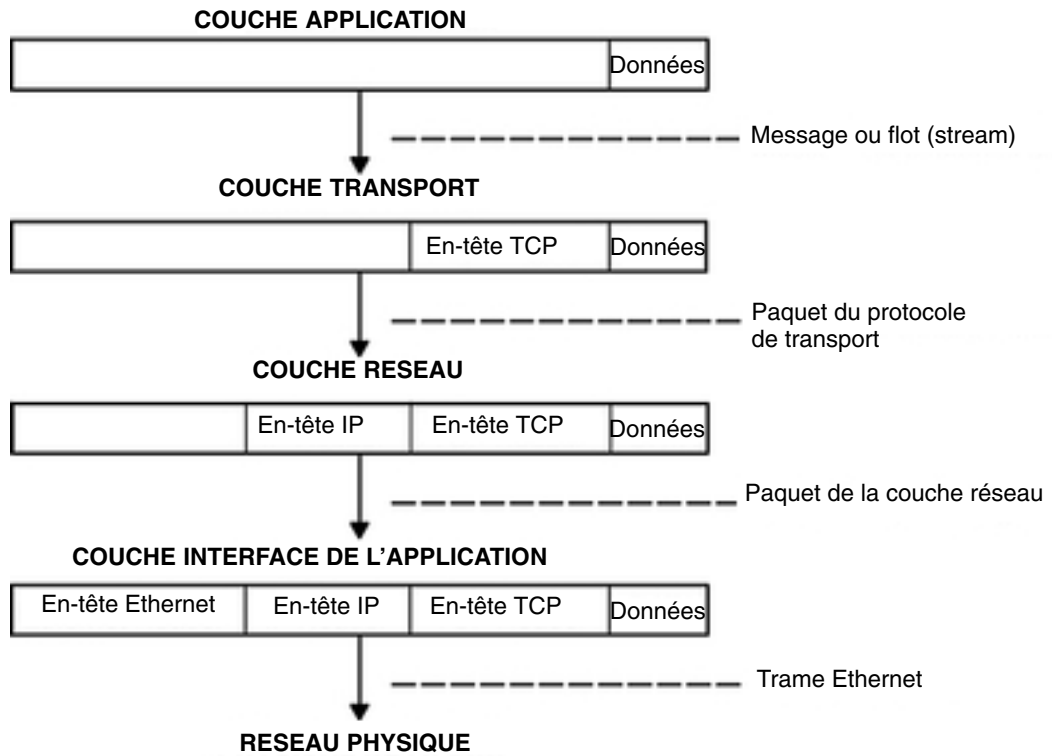 COUCHE APPLICATION
Données
Message ou flot (stream)
COUCHE TRANSPORT
En-tête TCP Données
Paquet du protocole
de transport
COUCHE RESEAU
En-tête IP En-tête TCP Données
Paquet de la couche réseau
COUCHE INTERFACE DE L'APPLICATION
En-tête Ethernet En-tête IP En-tête TCP Données
Trame Ethernet
RESEAU PHYSIQUE